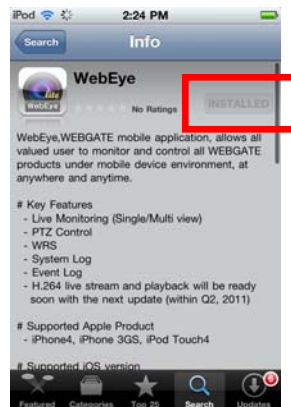 iPod 2:24 PM
Search Info
WebEye
lite
WebEye
No Ratings
INSTALLED
WebEye,WEBGATE mobile application, allows all
valued user to monitor and control all WEBGATE
products under mobile device environment, at
anywhere and anytime.
# Key Features
- Live Monitoring (Single/Multi view)
- PTZ Control
- WRS
- System Log
- Event Log
- H.264 live stream and playback will be ready
soon with the next update (within Q2, 2011)
# Supported Apple Product
- iPhone4, iPhone 3GS, iPod Touch4
# Supported iOS version
Featured Categories Top 25 Search Updates